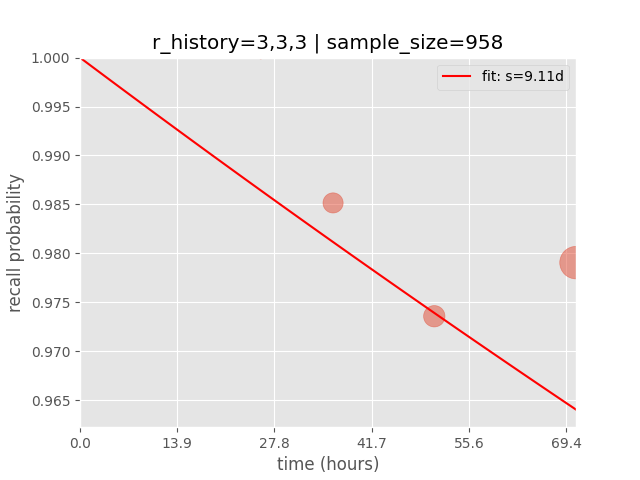 r_history=3,3,3 | sample_size=958
fit: s=9.11d
1.000
0.995
0.990
0.985
0.980
0.975
0.970
0.965
recall probability
0.0 13.9 27.8 41.7 55.6 69.4
time (hours)